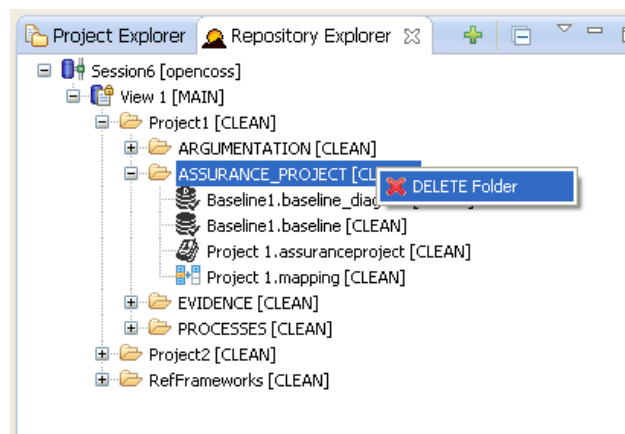 Project Explorer Repository Explorer
Session6 [opencoss]
View 1 [MAIN]
Project1 [CLEAN]
ARGUMENTATION [CLEAN]
ASSURANCE_PROJECT [CL
DELETE Folder
Baseline1.baseline_diag
Baseline1.baseline [CLEAN]
Project 1.assuranceproject [CLEAN]
Project 1.mapping [CLEAN]
EVIDENCE [CLEAN]
PROCESSES [CLEAN]
Project2 [CLEAN]
RefFrameworks [CLEAN]